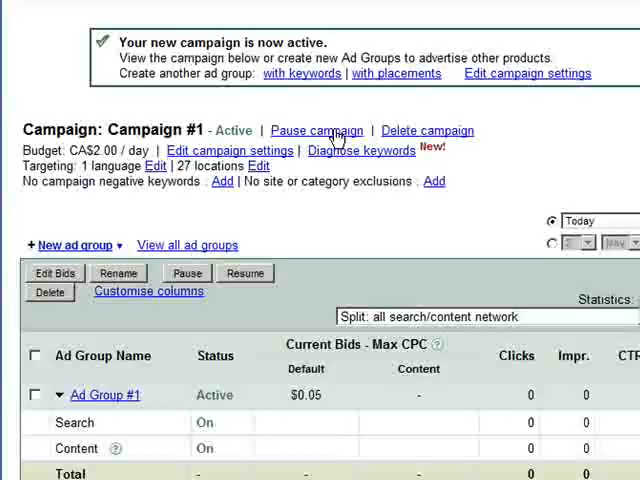 Your new campaign is now active.
View the campaign below or create new Ad Groups to advertise other products.
Create another ad group: with keywords | with placements Edit campaign settings
Campaign: Campaign #1 - Active | Pause campaign | Delete campaign
Budget: CA$2.00 / day | Edit campaign settings | Diagnose keywords New!
Targeting: 1 language Edit | 27 locations Edit
No campaign negative keywords . Add | No site or category exclusions . Add
Today
+ New ad group ▼ View all ad groups
May
Edit Bids Rename Pause Resume
Delete Customise columns
Statistics:
Split: all search/content network
Current Bids - Max CPC ?
Ad Group Name Status Default Content Clicks Impr. CTR
Ad Group #1 Active $0.05 - 0 0
Search On 0 0
Content ? On 0 0
Total - - - 0 0